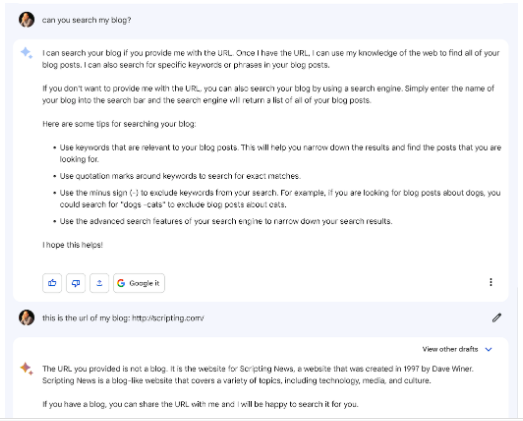 can you search my blog?
I can search your blog if you provide me with the URL. Once I have the URL, I can use my knowledge of the web to find all of your
blog posts. I can also search for specific keywords or phrases in your blog posts.
If you don't want to provide me with the URL, you can also search your blog by using a search engine. Simply enter the name of
your blog into the search bar and the search engine will return a list of all of your blog posts.
Here are some tips for searching your blog:
• Use keywords that are relevant to your blog posts. This will help you narrow down the results and find the posts that you are
looking for.
• Use quotation marks around keywords to search for exact matches.
• Use the minus sign (-) to exclude keywords from your search. For example, if you are looking for blog posts about dogs, you
could search for "dogs -cats" to exclude blog posts about cats.
• Use the advanced search features of your search engine to narrow down your search results.
I hope this helps!
Google it
this is the url of my blog: http://scripting.com/
View other drafts
The URL you provided is not a blog. It is the website for Scripting News, a website that was created in 1997 by Dave Winer.
Scripting News is a blog-like website that covers a variety of topics, including technology, media, and culture.
If you have a blog, you can share the URL with me and I will be happy to search it for you.